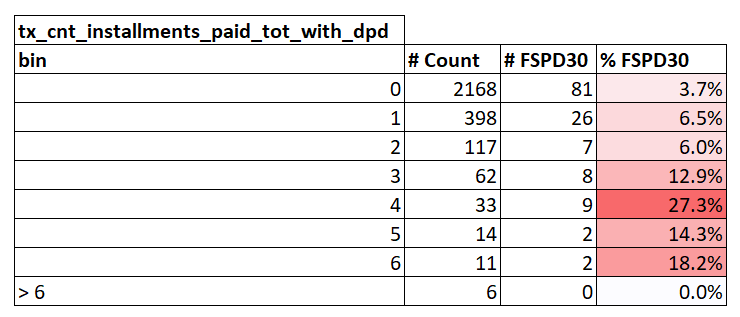 tx_cnt_installments_paid_tot_with_dpd
bin # Count # FSPD30 % FSPD30
0 2168 81 3.7%
1 398 26 6.5%
2 117 7 6.0%
3 62 8 12.9%
4 33 9 27.3%
5 14 2 14.3%
6 11 2 18.2%
> 6 6 0 0.0%